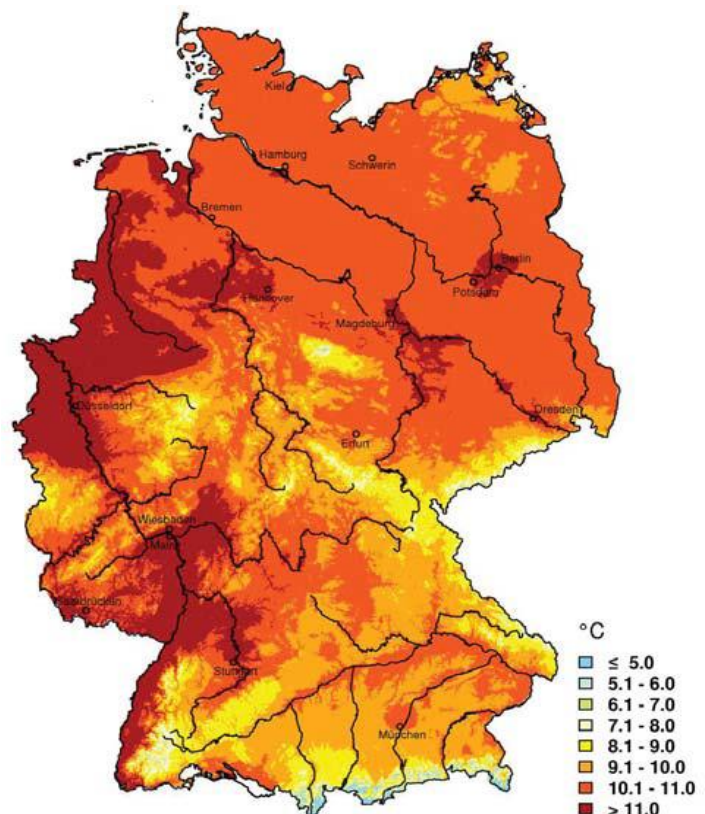 Kiel
Hamburg
Schwerin
Bremen
Berlin
Hannover
Potsdam
Magdeburg
Düsseldorf
Dresden
Erfurt
Wiesbaden
Mainz
Saarbrücken
Stuttgart
München
°C
≤ 5.0
5.1 - 6.0
6.1 - 7.0
7.1 - 8.0
8.1 - 9.0
9.1 - 10.0
10.1 - 11.0
> 11.0